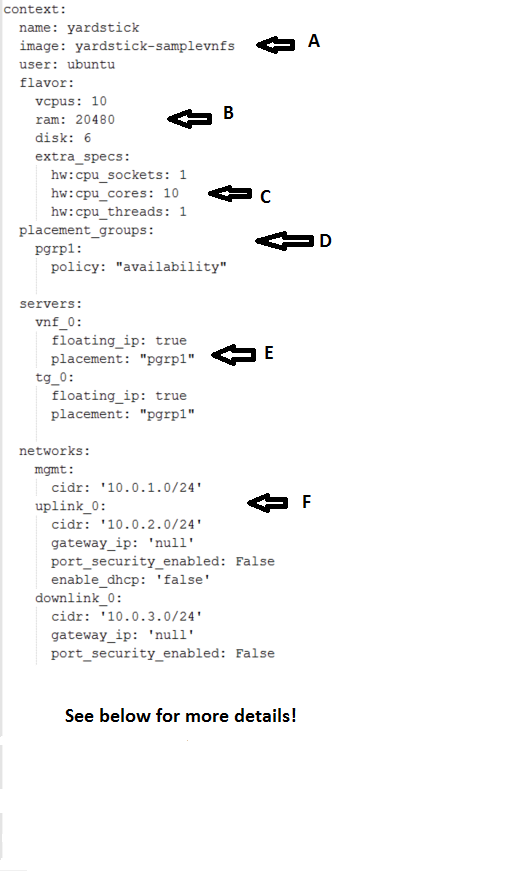 context:
name: yardstick
image: yardstick-samplevnfs
A
user: ubuntu
flavor:
vcpus: 10
ram: 20480
B
disk: 6
extra_specs:
hw:cpu_sockets: 1
hw:cpu_cores: 10
C
hw:cpu_threads: 1
placement_groups:
D
pgrp1:
policy: "availability"
servers:
vnf_0:
floating_ip: true
placement: "pgrp1"
E
tg_0:
floating_ip: true
placement: "pgrp1"
networks:
mgmt:
cidr: '10.0.1.0/24'
uplink_0:
F
cidr: '10.0.2.0/24'
gateway_ip: 'null'
port_security_enabled: False
enable_dhcp: 'false'
downlink_0:
cidr: '10.0.3.0/24'
gateway_ip: 'null'
port_security_enabled: False
See below for more details!